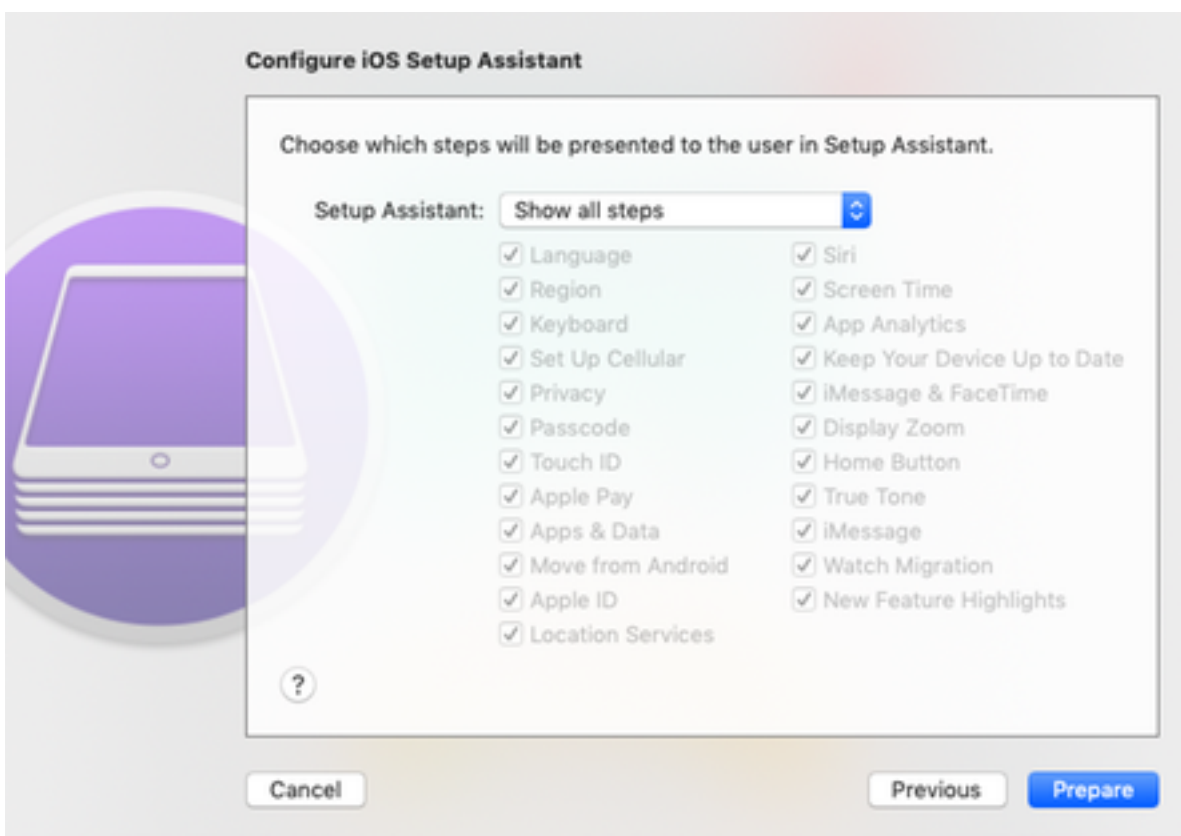 Configure iOS Setup Assistant
Choose which steps will be presented to the user in Setup Assistant.
Setup Assistant: Show all steps
Language
Region
Keyboard
Set Up Cellular
Privacy
Passcode
Touch ID
Apple Pay
Apps & Data
Move from Android
Apple ID
Location Services
Siri
Screen Time
App Analytics
Keep Your Device Up to Date
iMessage & FaceTime
Display Zoom
Home Button
True Tone
iMessage
Watch Migration
New Feature Highlights
?
Cancel
Previous
Prepare